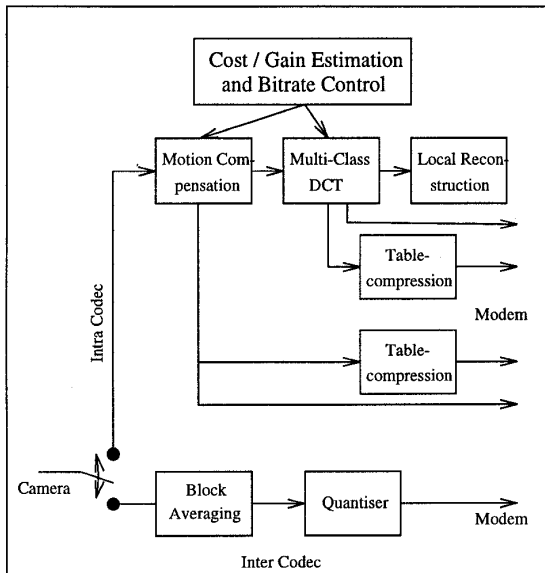 Cost / Gain Estimation
and Bitrate Control
Motion Com-
pensation
Multi-Class
DCT
Local Recon-
struction
Table-
compression
Modem
Intra Codec
Table-
compression
Camera
Block
Averaging
Quantiser
Modem
Inter Codec